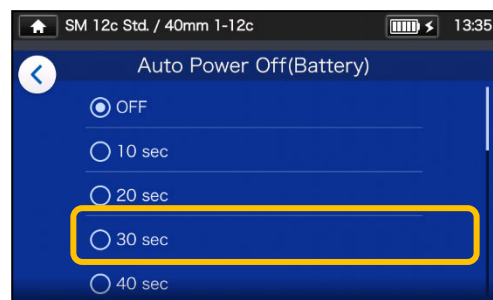 SM 12c Std. / 40mm 1-12c
13:35
Auto Power Off(Battery)
OFF
10 sec
20 sec
30 sec
40 sec